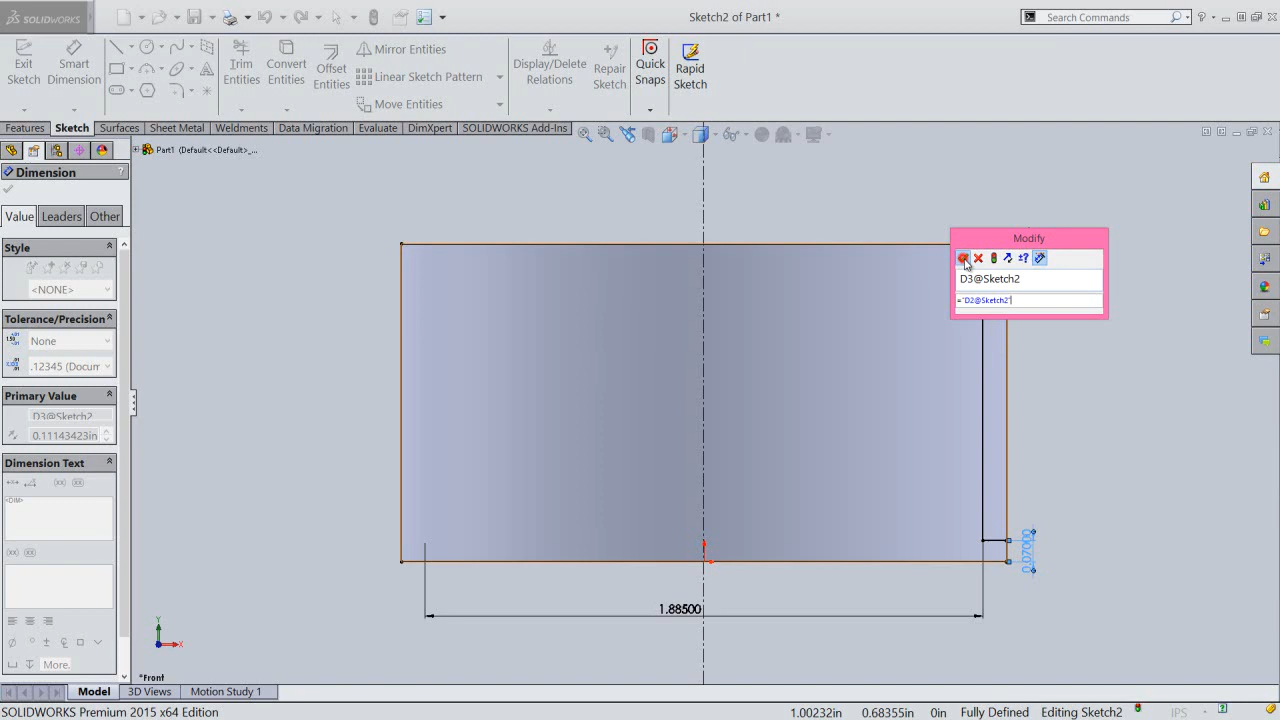 SOLIDWORKS
Sketch2 of Part1 *
Search Commands
Exit Sketch
Smart Dimension
Trim Entities
Convert Entities
Offset Entities
Mirror Entities
Linear Sketch Pattern
Move Entities
Display/Delete Relations
Repair Sketch
Quick Snaps
Rapid Sketch
Features Sketch Surfaces Sheet Metal Weldments Data Migration Evaluate DimXpert SOLIDWORKS Add-Ins
Part1 (Default<<Default>_...
Dimension ?
Value Leaders Other
Style
<NONE>
Tolerance/Precision
None
.12345 (Docum
Primary Value
D3@Sketch2
0.11143423in
Dimension Text
<DIM>
More.
Modify
D3@Sketch2
="D2@Sketch2"
0.07000
1.88500
Y
X
*Front
Model 3D Views Motion Study 1
SOLIDWORKS Premium 2015 x64 Edition
1.00232in 0.68355in 0in Fully Defined Editing Sketch2 IPS